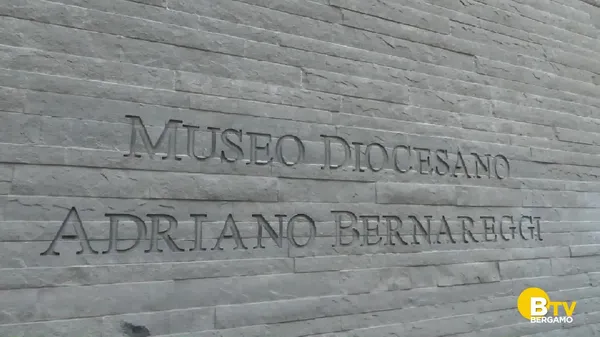 MUSEO DIOCESANO
ADRIANO BERNAREGGI
BTV
BERGAMO